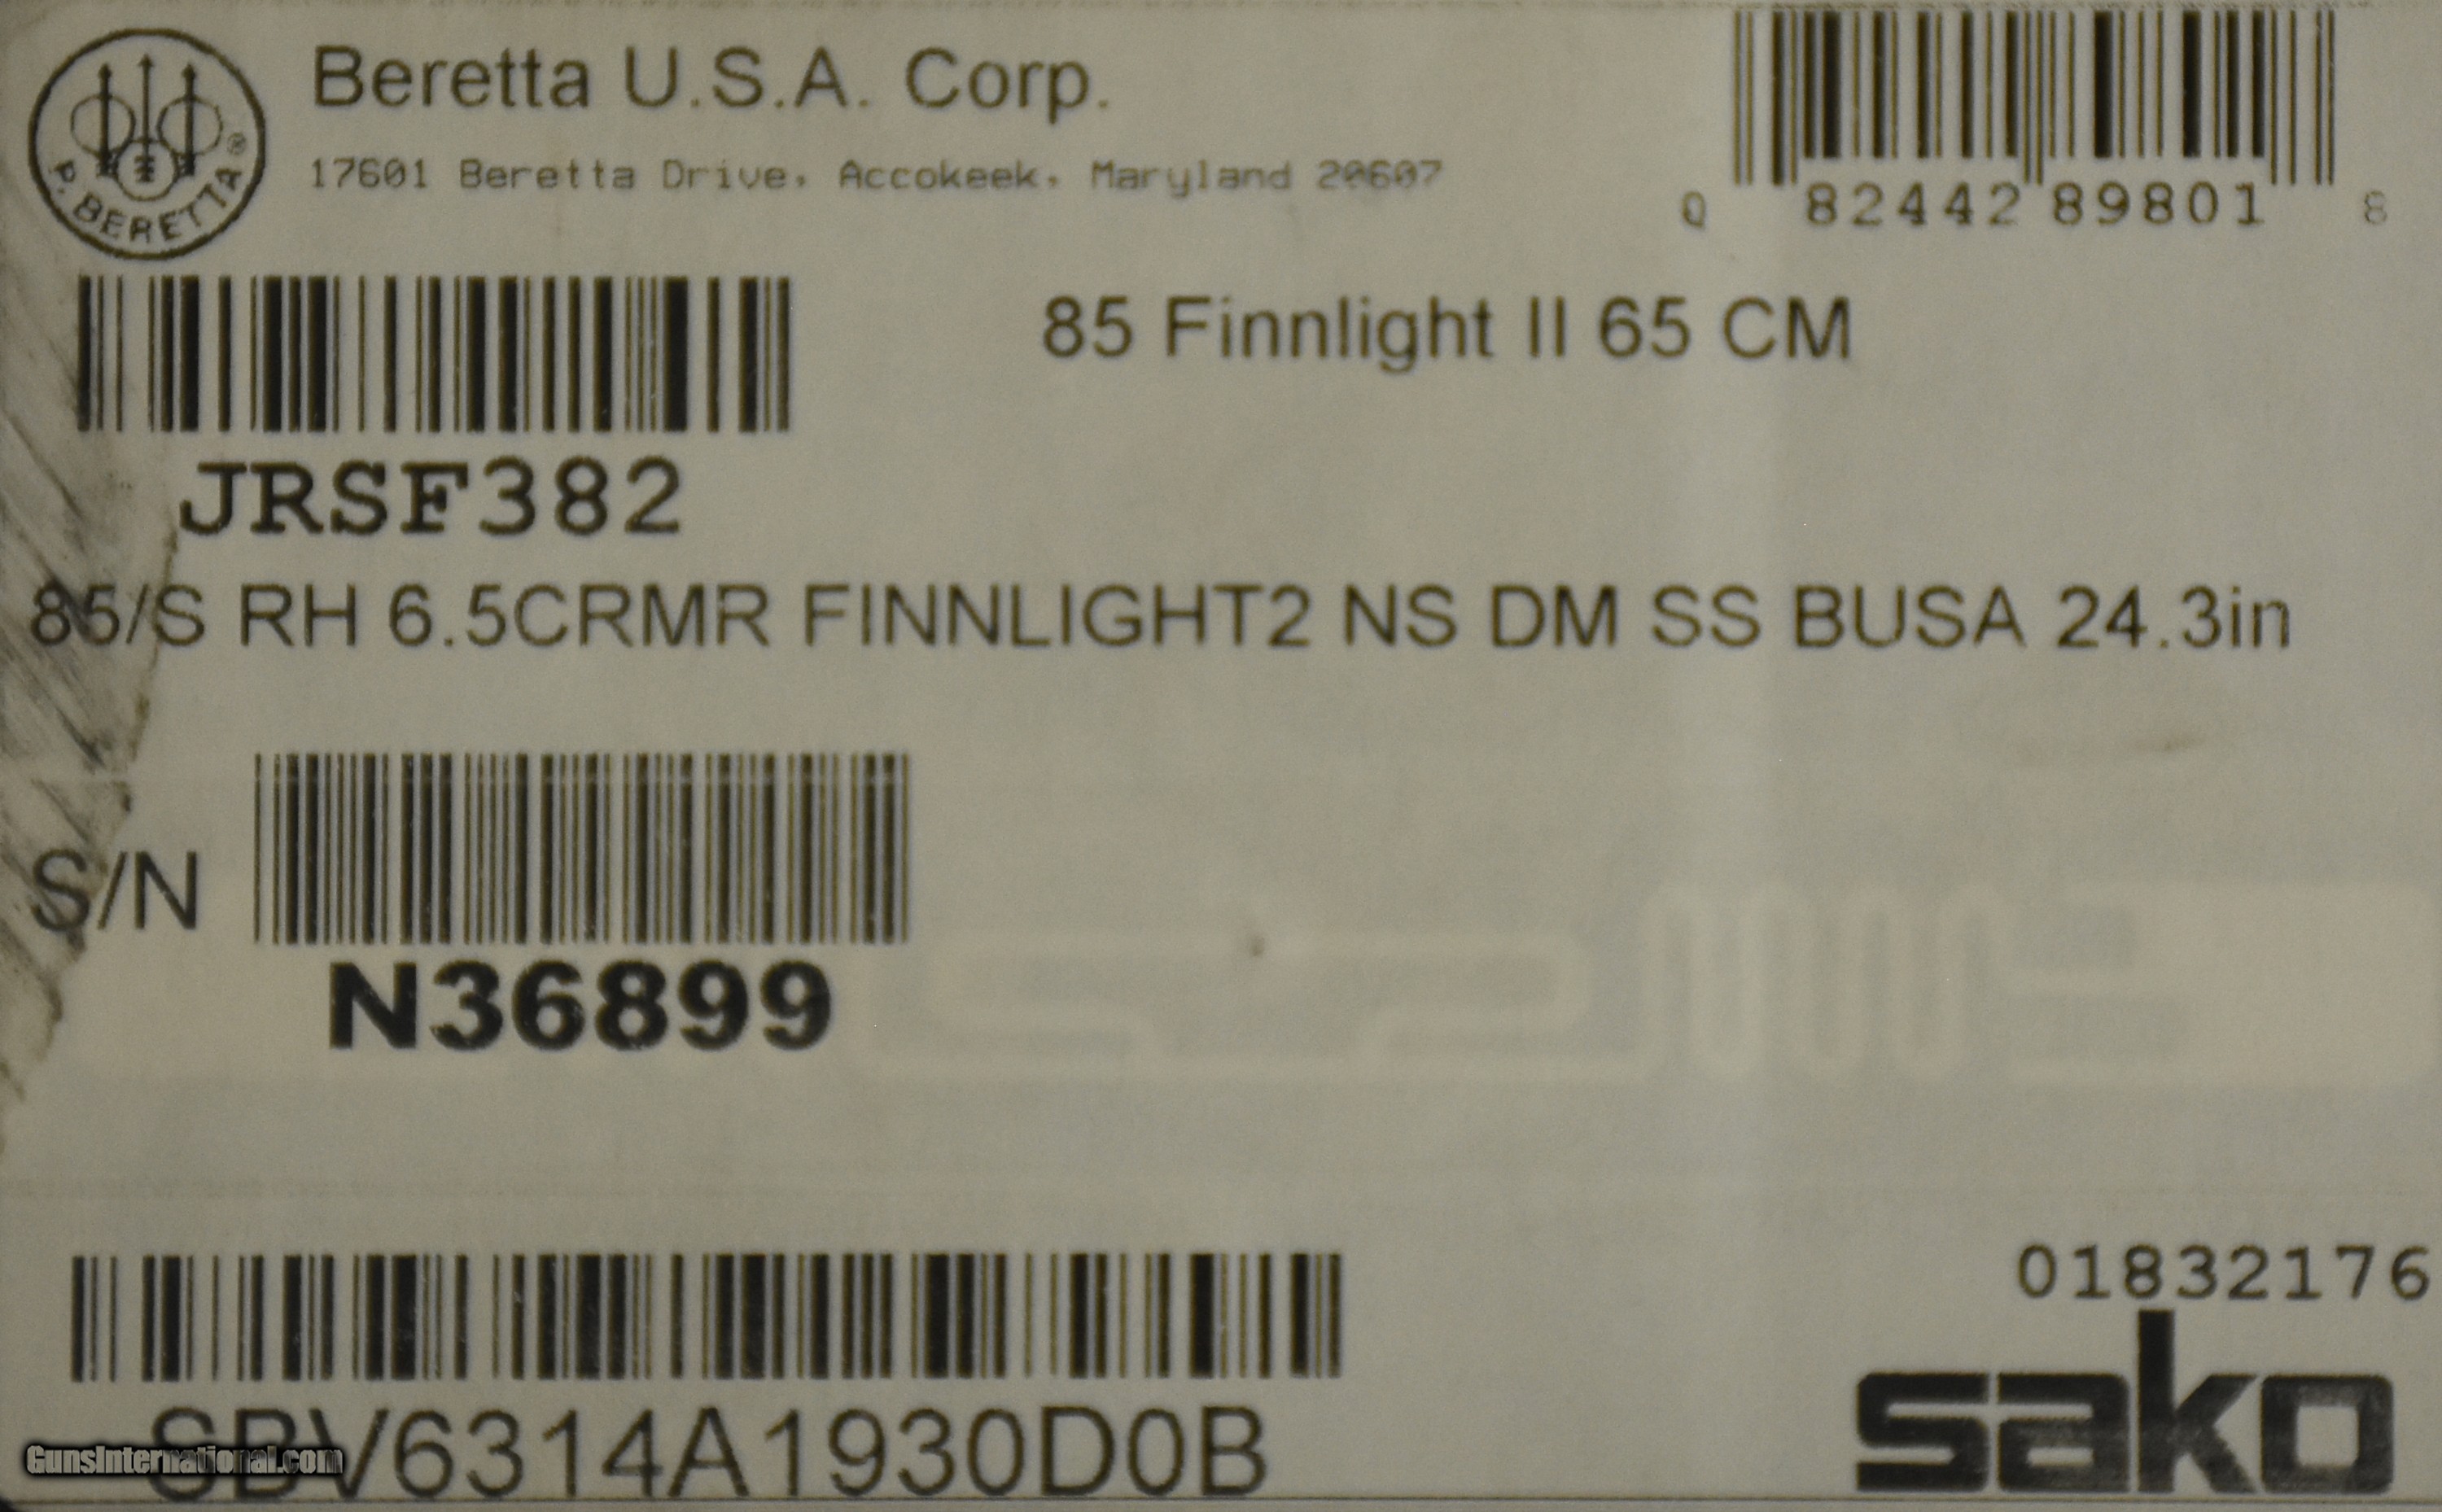 Beretta U.S.A. Corp.
17601 Beretta Drive, Accokeek, Maryland 20607
0 82442 89801 8
P. BERETTA®
85 Finnlight II 65 CM
JRSF382
85/S RH 6.5CRMR FINNLIGHT2 NS DM SS BUSA 24.3in
S/N
N36899
01832176
sako
SBV6314A1930D0B
GunsInternational.com